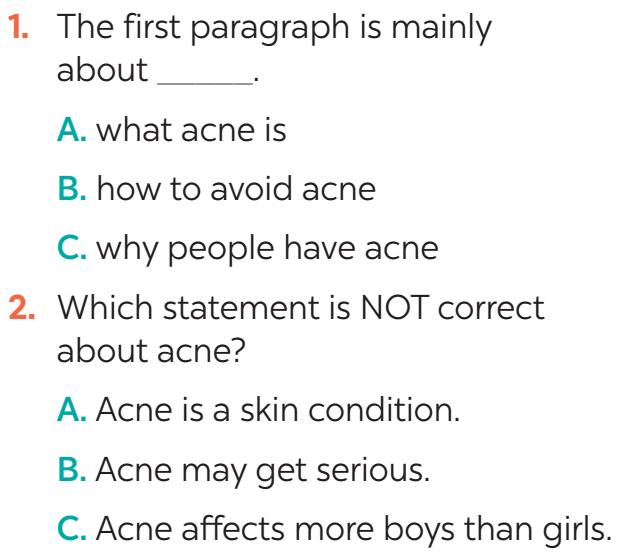 1. The first paragraph is mainly
about _____.
A. what acne is
B. how to avoid acne
C. why people have acne
2. Which statement is NOT correct
about acne?
A. Acne is a skin condition.
B. Acne may get serious.
C. Acne affects more boys than girls.